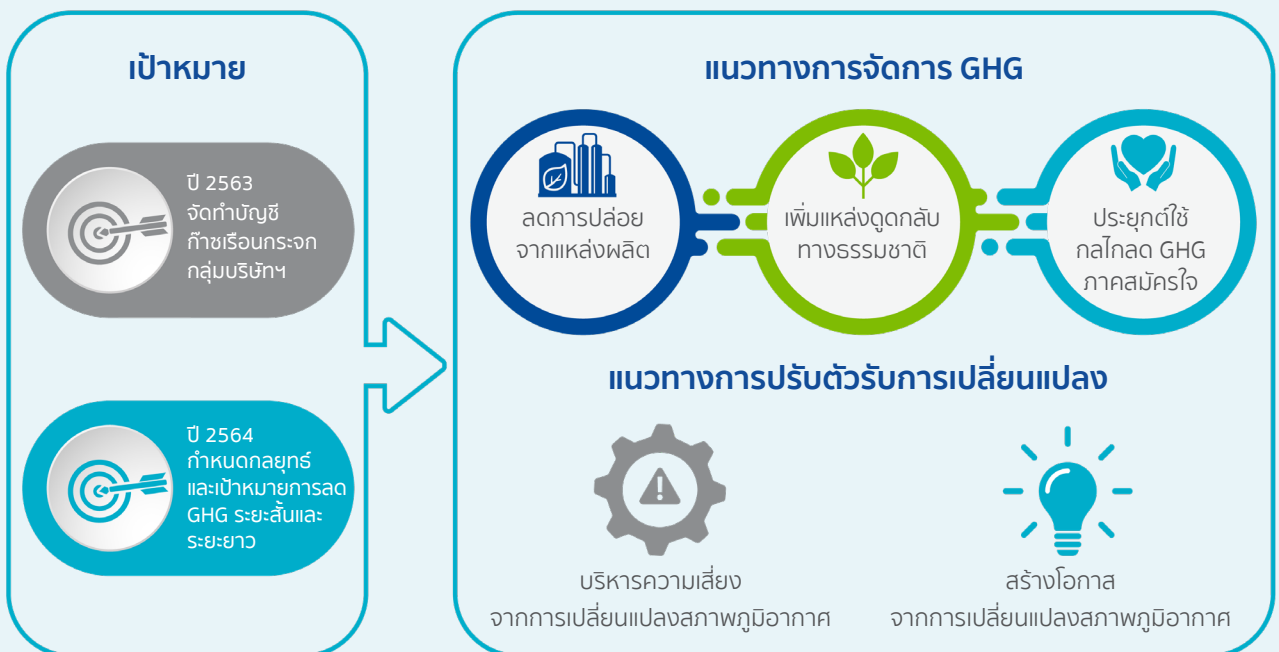 เป้าหมาย
ปี 2563
จัดทำบัญชี
ก๊าซเรือนกระจก
กลุ่มบริษัทฯ
ปี 2564
กำหนดกลยุทธ์
และเป้าหมายการลด
GHG ระยะสั้นและ
ระยะยาว
แนวทางการจัดการ GHG
ลดการปล่อย
จากแหล่งผลิต
เพิ่มแหล่งดูดกลับ
ทางธรรมชาติ
ประยุกต์ใช้
กลไกลด GHG
ภาคสมัครใจ
แนวทางการปรับตัวรับการเปลี่ยนแปลง
บริหารความเสี่ยง
จากการเปลี่ยนแปลงสภาพภูมิอากาศ
สร้างโอกาส
จากการเปลี่ยนแปลงสภาพภูมิอากาศ